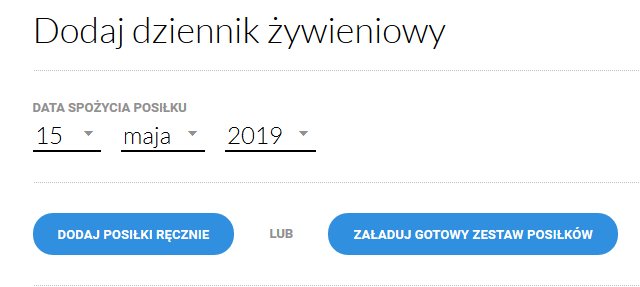 Dodaj dziennik żywieniowy
DATA SPOŻYCIA POSIŁKU
15 maja 2019
DODAJ POSIŁKI RĘCZNIE LUB ZAŁADUJ GOTOWY ZESTAW POSIŁKÓW